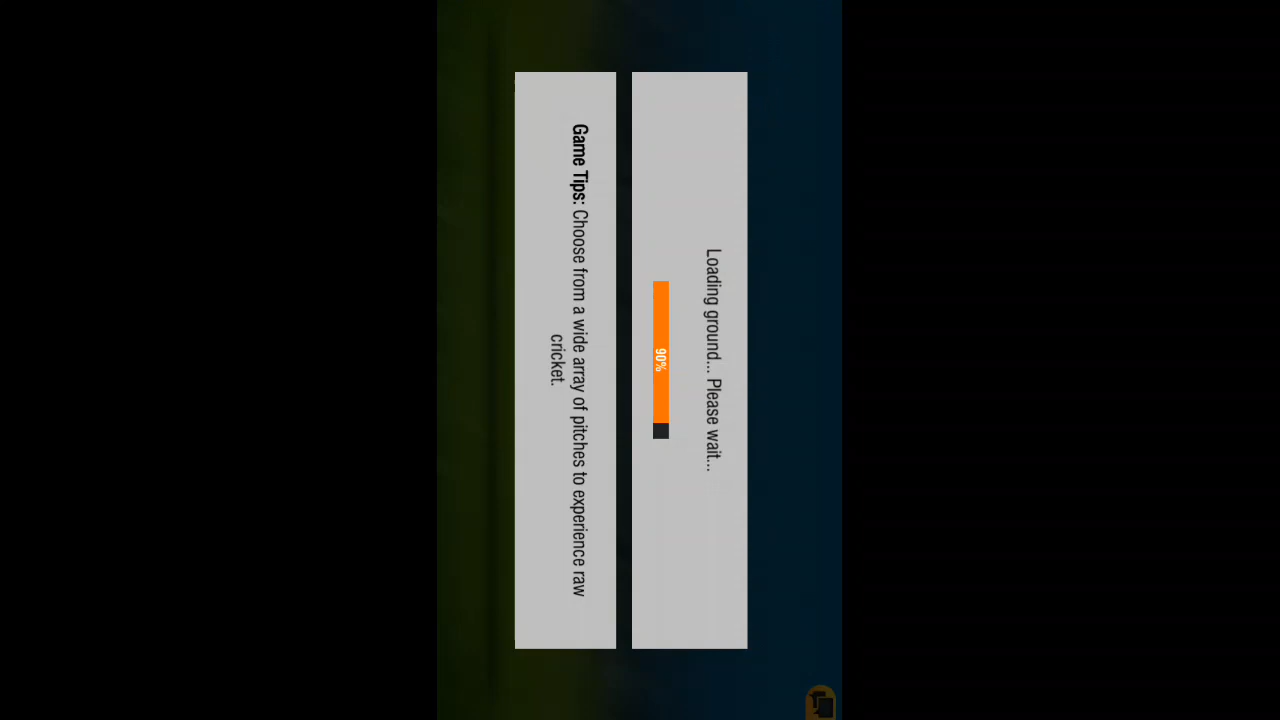 Loading ground... Please wait...
90%
Game Tips: Choose from a wide array of pitches to experience raw
cricket.